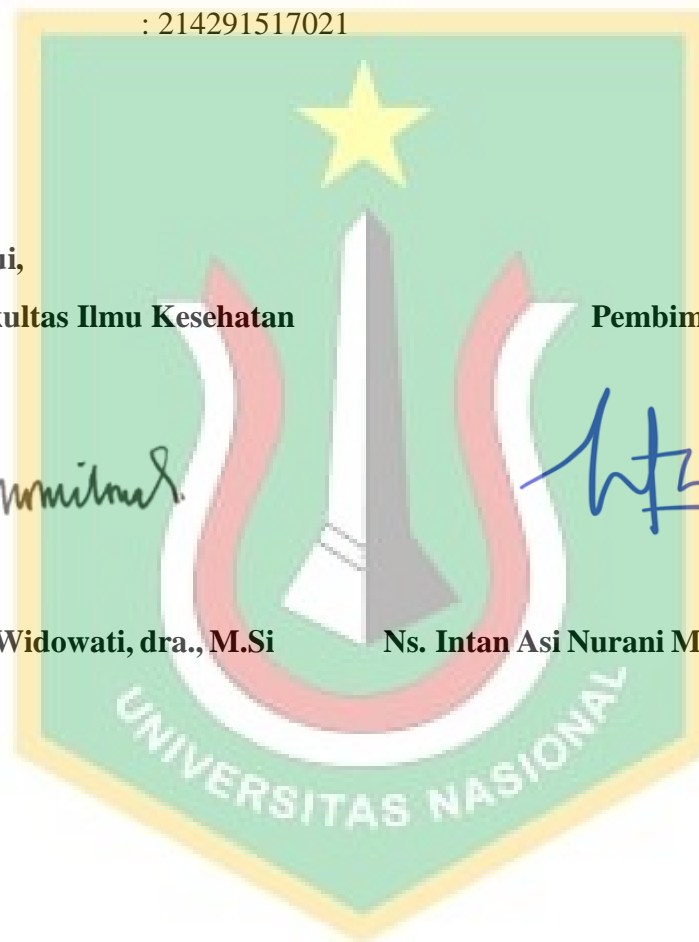 : 214291517021
ui,
kultas Ilmu Kesehatan Pembim
Widowati, dra., M.Si Ns. Intan Asi Nurani M
UNIVERSITAS NASIONAL